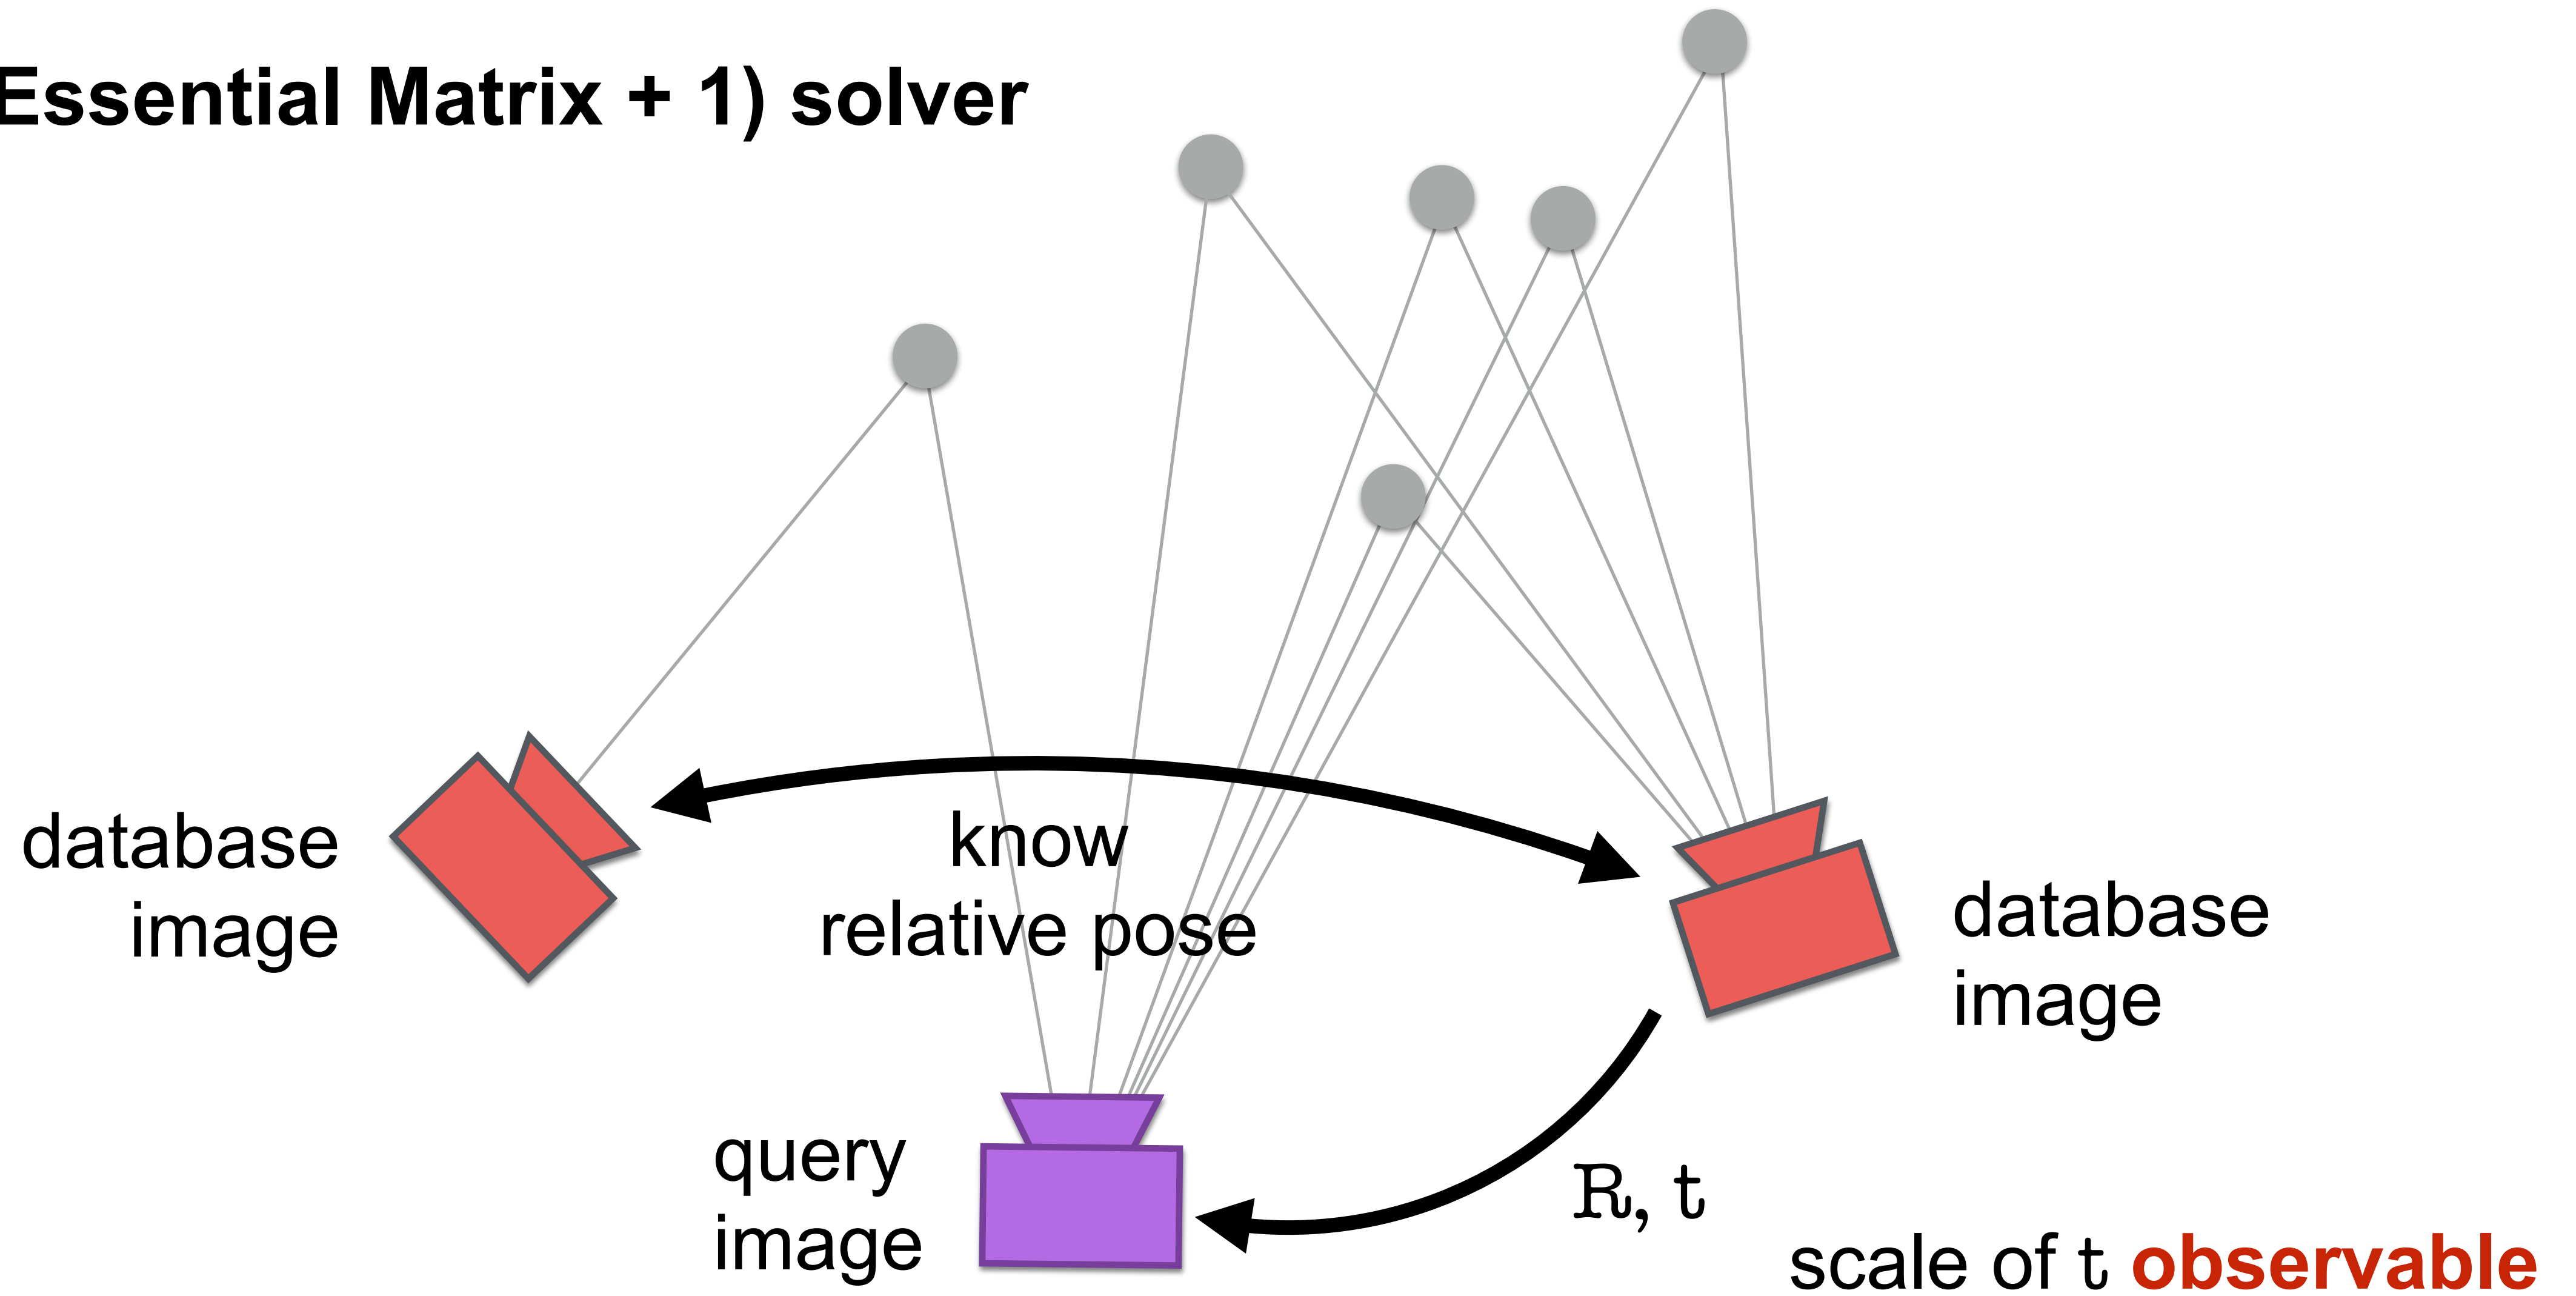 Essential Matrix + 1) solver
know
relative pose
database
image
database
image
query
image
R, t
scale of t observable